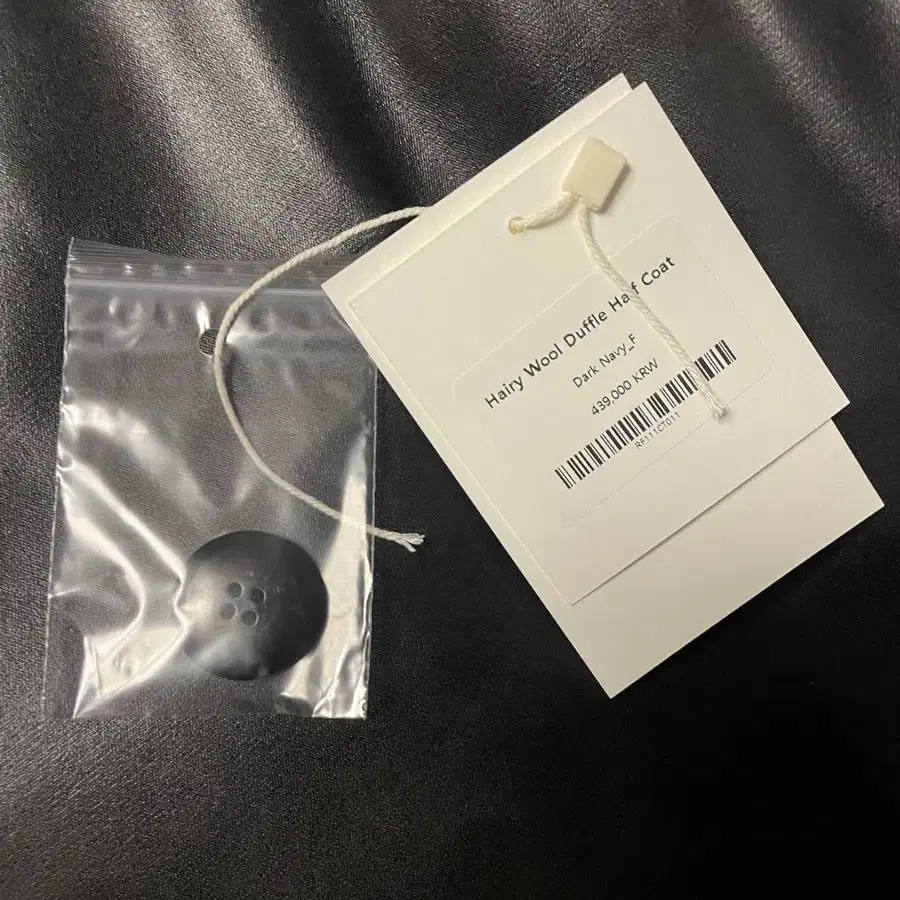 Hairy Wool Duffle Half Coat
Dark Navy_F
439,000 KRW
RF111CT011